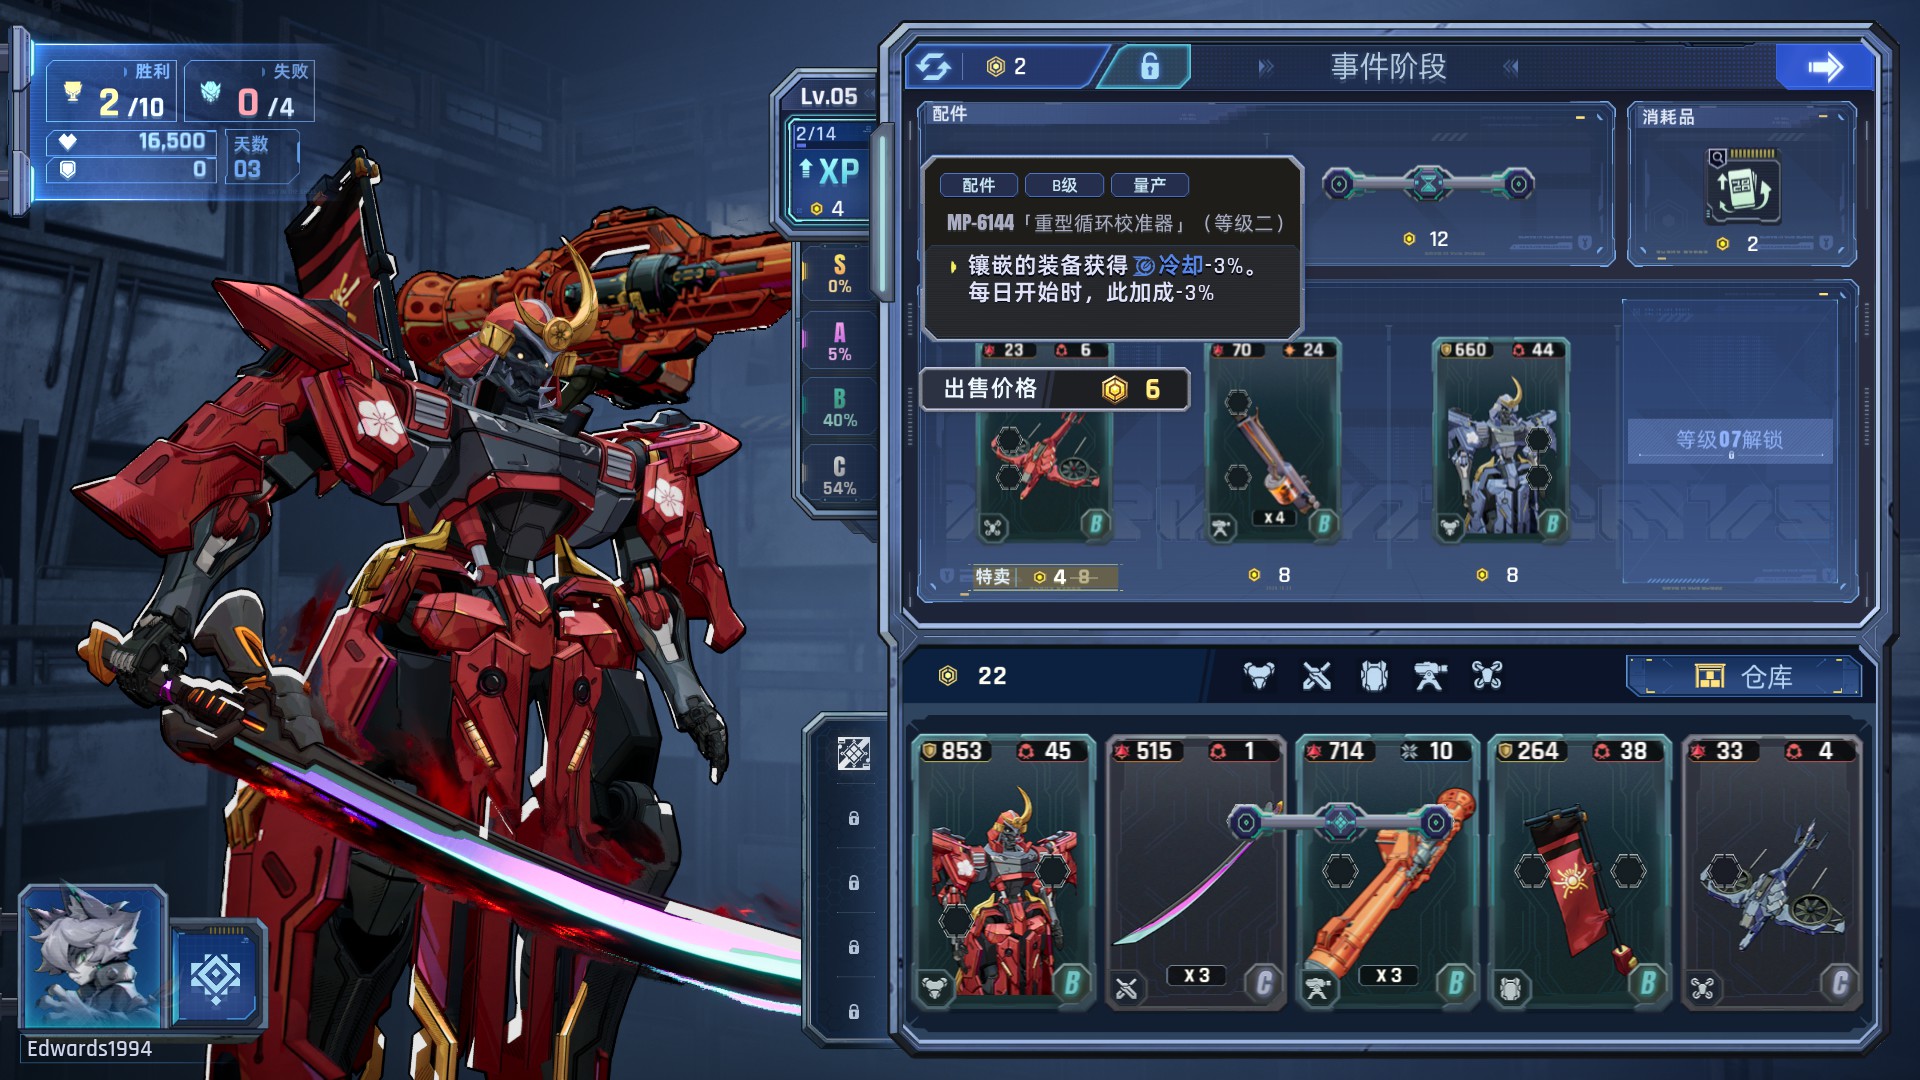 胜利
2/10
失败
0/4
16,500
0
天数
03
Lv.05
2/14
XP
4
S
0%
A
5%
B
40%
C
54%
2
事件阶段
配件
消耗品
配件
B级
量产
MP-6144「重型循环校准器」（等级二）
镶嵌的装备获得冷却-3%。
每日开始时，此加成-3%
出售价格
6
12
2
23
6
70
24
660
44
B
x4
B
B
等级07解锁
特卖
4
8
8
8
22
仓库
853
45
515
1
714
10
264
38
33
4
B
x3
C
x3
B
B
C
Edwards1994